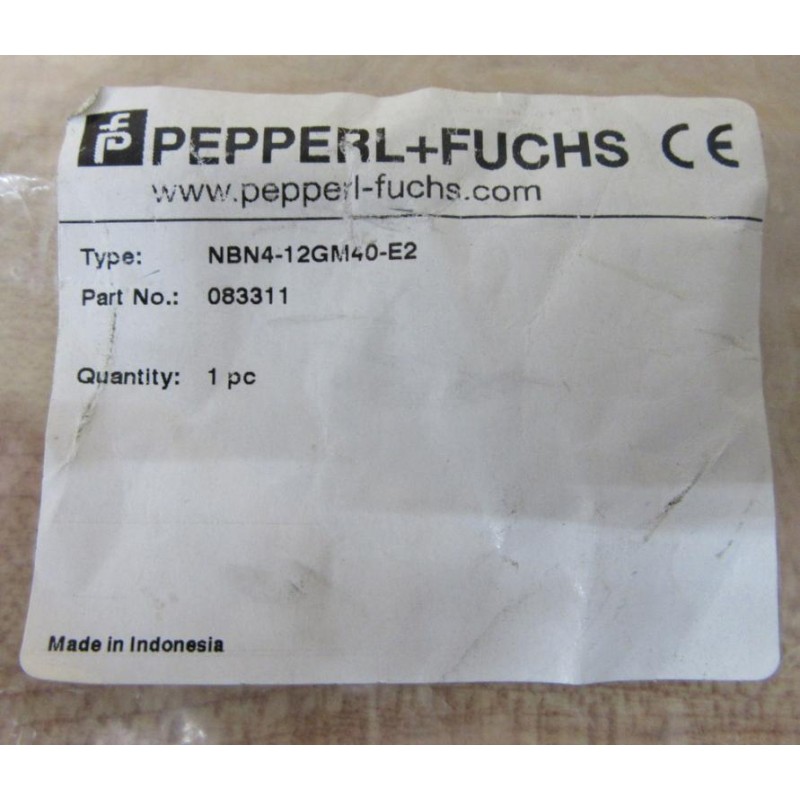 PEPPERL+FUCHS CE
www.pepperl-fuchs.com
Type: NBN4-12GM40-E2
Part No.: 083311
Quantity: 1 pc
Made in Indonesia